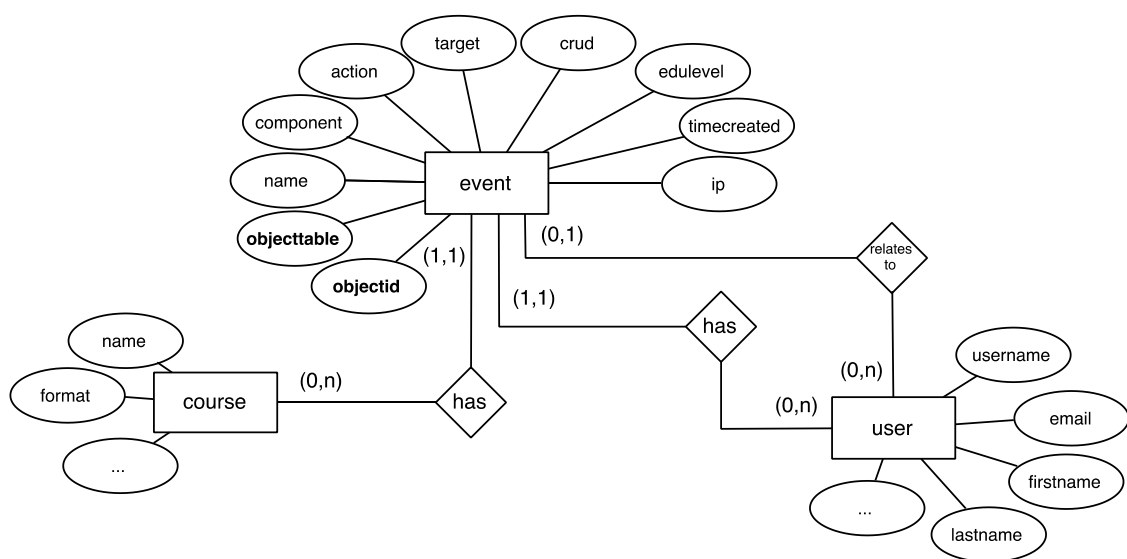 target
crud
action
edulevel
component
timecreated
name
event
ip
objecttable
(0,1)
relates
to
(1,1)
objectid
(1,1)
has
name
username
(0,n)
(0,n)
format
course
has
(0,n)
email
user
...
firstname
...
lastname